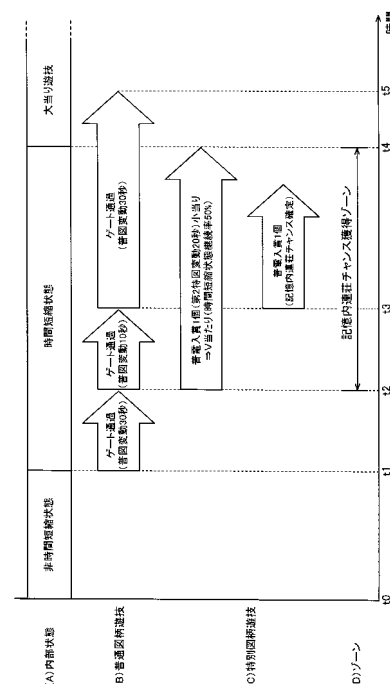 (A)内部状態
非時間短縮状態
時間短縮状態
大当り遊技
(B)普通図柄遊技
ゲート通過
(普図変動30秒)
ゲート通過
(普図変動10秒)
ゲート通過
(普図変動30秒)
(C)特別図柄遊技
普電入賞1個(第2特図変動20秒)小当り
⇒V当たり(時間短縮状態継続率50%)
普電入賞1個
(記憶内連荘チャンス確定)
(D)ゾーン
記憶内連荘チャンス獲得ゾーン
t0 t1 t2 t3 t4 t5
時間